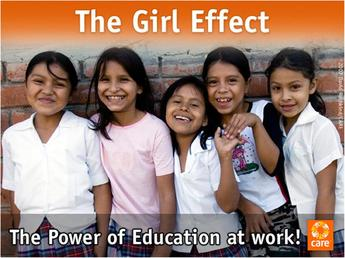 The Girl Effect
The Power of Education at work!
care